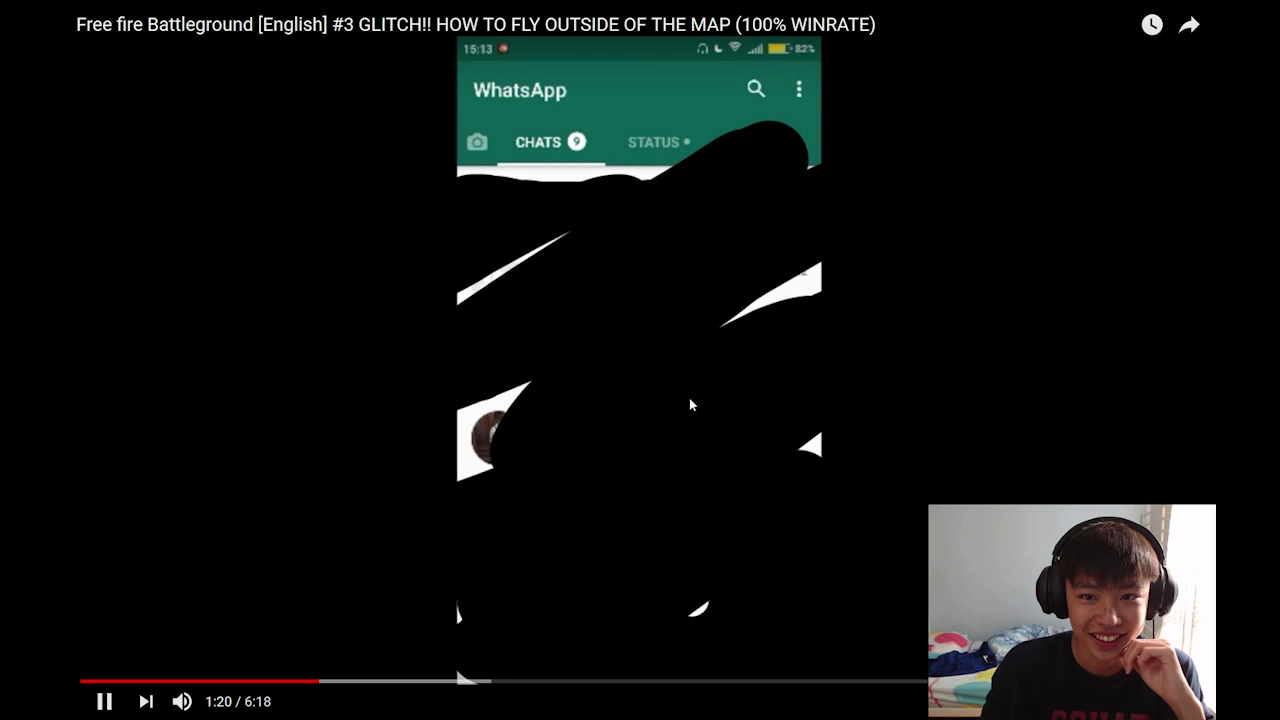 Free fire Battleground [English] #3 GLITCH!! HOW TO FLY OUTSIDE OF THE MAP (100% WINRATE)
15:13 82%
WhatsApp
CHATS 9 STATUS
1:20 / 6:18